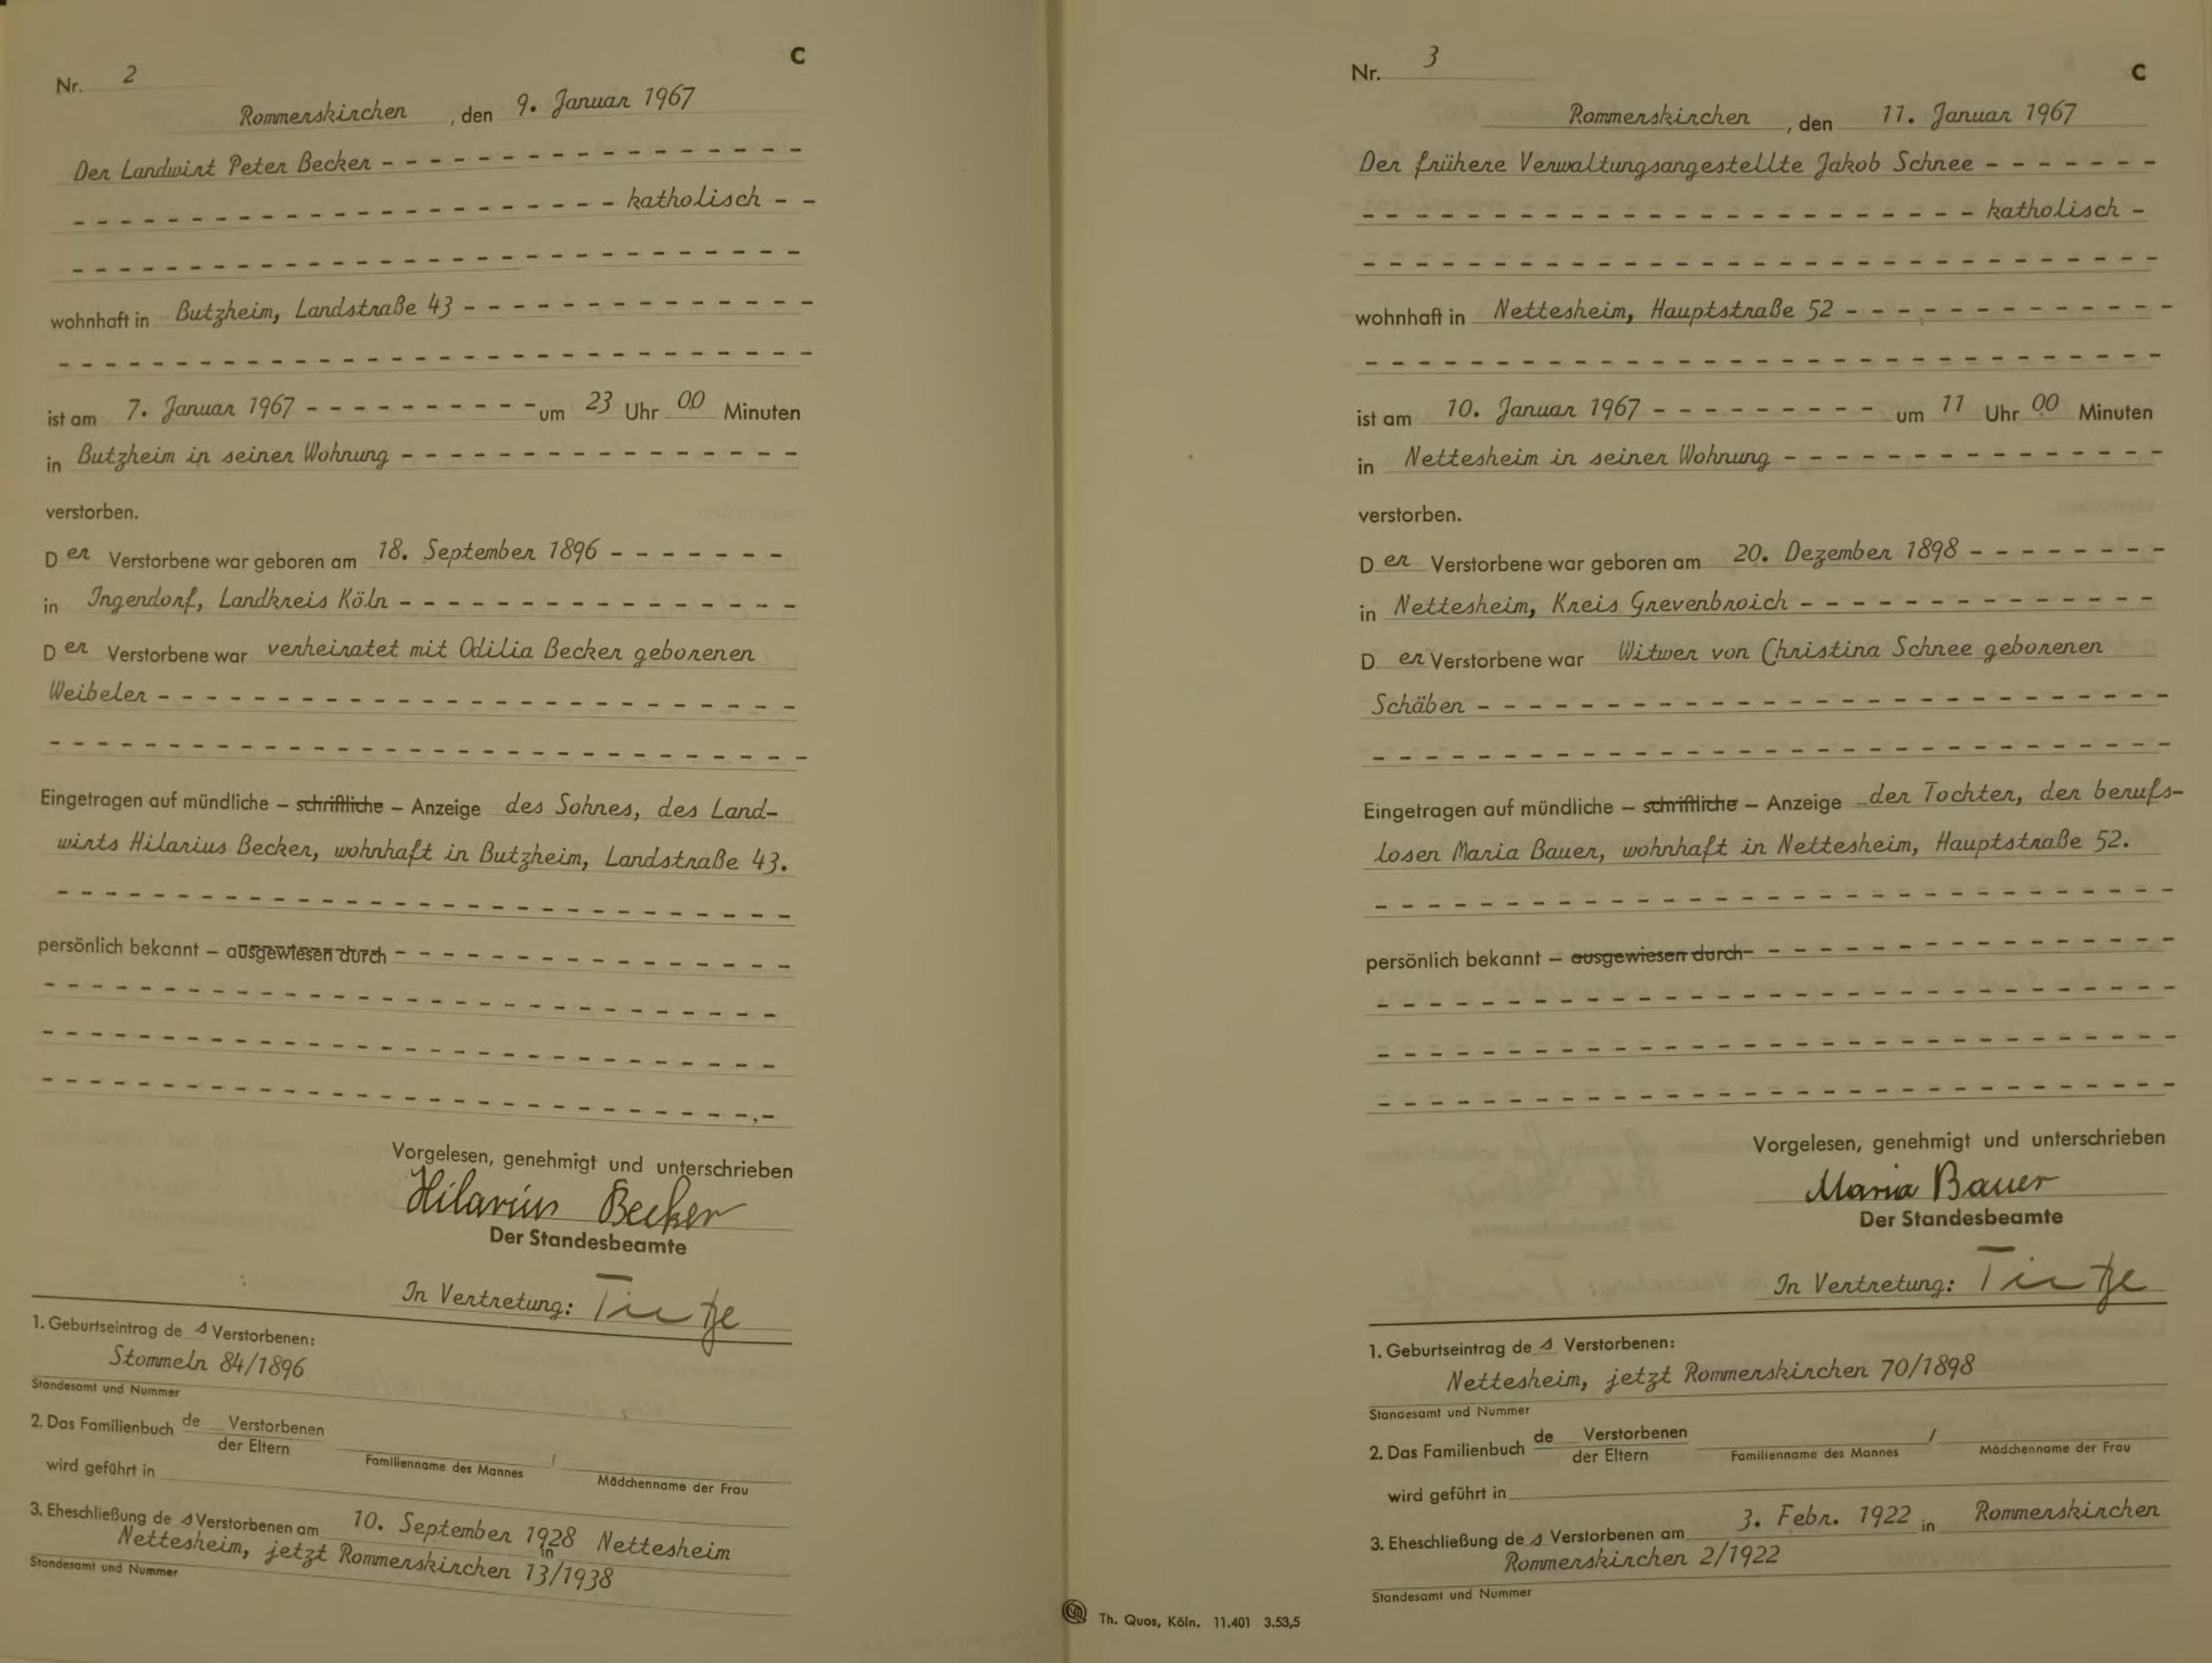 Nr. 2
C
Rommerskirchen, den 9. Januar 1967
Der Landwirt Peter Becker - - - - - - - - - - - - - - - - - -
- - - - - - - - - - - - - - - - - - - - - - - katholisch - -
- - - - - - - - - - - - - - - - - - - - - - - - - - - - - - -
wohnhaft in Butzheim, Landstraße 43 - - - - - - - - - - - - - - -
- - - - - - - - - - - - - - - - - - - - - - - - - - - - - - - -
ist am 7. Januar 1967 - - - - - - - - - - um 23 Uhr 00 Minuten
in Butzheim in seiner Wohnung - - - - - - - - - - - - - - - - -
verstorben.
Der Verstorbene war geboren am 18. September 1896 - - - - - - -
in Ingendorf, Landkreis Köln - - - - - - - - - - - - - - - - -
Der Verstorbene war verheiratet mit Odilia Becker geborenen
Weibeler - - - - - - - - - - - - - - - - - - - - - - - - - - -
- - - - - - - - - - - - - - - - - - - - - - - - - - - - - - - -
Eingetragen auf mündliche – schriftliche – Anzeige des Sohnes, des Land-
wirts Hilarius Becker, wohnhaft in Butzheim, Landstraße 43.
- - - - - - - - - - - - - - - - - - - - - - - - - - - - - - -
persönlich bekannt – ausgewiesen durch - - - - - - - - - - - - - - - - -
- - - - - - - - - - - - - - - - - - - - - - - - - - - - - - -
- - - - - - - - - - - - - - - - - - - - - - - - - - - - - - -
- - - - - - - - - - - - - - - - - - - - - - - - - - - - - .-
Vorgelesen, genehmigt und unterschrieben
Hilarius Becker
Der Standesbeamte
In Vertretung: Tietze
1. Geburtseintrag des Verstorbenen:
Stommeln 84/1896
Standesamt und Nummer
2. Das Familienbuch de Verstorbenen
der Eltern
Familienname des Mannes / Mädchenname der Frau
wird geführt in
3. Eheschließung des Verstorbenen am 10. September 1928 in Nettesheim
Nettesheim, jetzt Rommerskirchen 13/1938
Standesamt und Nummer
Nr. 3
C
Rommerskirchen, den 11. Januar 1967
Der frühere Verwaltungsangestellte Jakob Schnee - - - - - - -
- - - - - - - - - - - - - - - - - - - - - - - - - - katholisch -
- - - - - - - - - - - - - - - - - - - - - - - - - - - - - - - -
wohnhaft in Nettesheim, Hauptstraße 52 - - - - - - - - - - - - - -
- - - - - - - - - - - - - - - - - - - - - - - - - - - - - - - -
ist am 10. Januar 1967 - - - - - - - - - - um 11 Uhr 00 Minuten
in Nettesheim in seiner Wohnung - - - - - - - - - - - - - - - -
verstorben.
Der Verstorbene war geboren am 20. Dezember 1898 - - - - - - - -
in Nettesheim, Kreis Grevenbroich - - - - - - - - - - - - - - -
Der Verstorbene war Witwer von Christina Schnee geborenen
Schäben - - - - - - - - - - - - - - - - - - - - - - - - - - - - -
- - - - - - - - - - - - - - - - - - - - - - - - - - - - - - - - -
Eingetragen auf mündliche – schriftliche – Anzeige der Tochter, der berufs-
losen Maria Bauer, wohnhaft in Nettesheim, Hauptstraße 52.
- - - - - - - - - - - - - - - - - - - - - - - - - - - - - - - - -
persönlich bekannt – ausgewiesen durch - - - - - - - - - - - - - - - - - -
- - - - - - - - - - - - - - - - - - - - - - - - - - - - - - - - -
- - - - - - - - - - - - - - - - - - - - - - - - - - - - - - - - -
- - - - - - - - - - - - - - - - - - - - - - - - - - - - - - - - -
Vorgelesen, genehmigt und unterschrieben
Maria Bauer
Der Standesbeamte
In Vertretung: Tietze
1. Geburtseintrag des Verstorbenen:
Nettesheim, jetzt Rommerskirchen 70/1898
Standesamt und Nummer
2. Das Familienbuch de Verstorbenen
der Eltern
Familienname des Mannes / Mädchenname der Frau
wird geführt in
3. Eheschließung des Verstorbenen am 3. Febr. 1922 in Rommerskirchen
Rommerskirchen 2/1922
Standesamt und Nummer
Th. Quos, Köln. 11.401 3.53,5